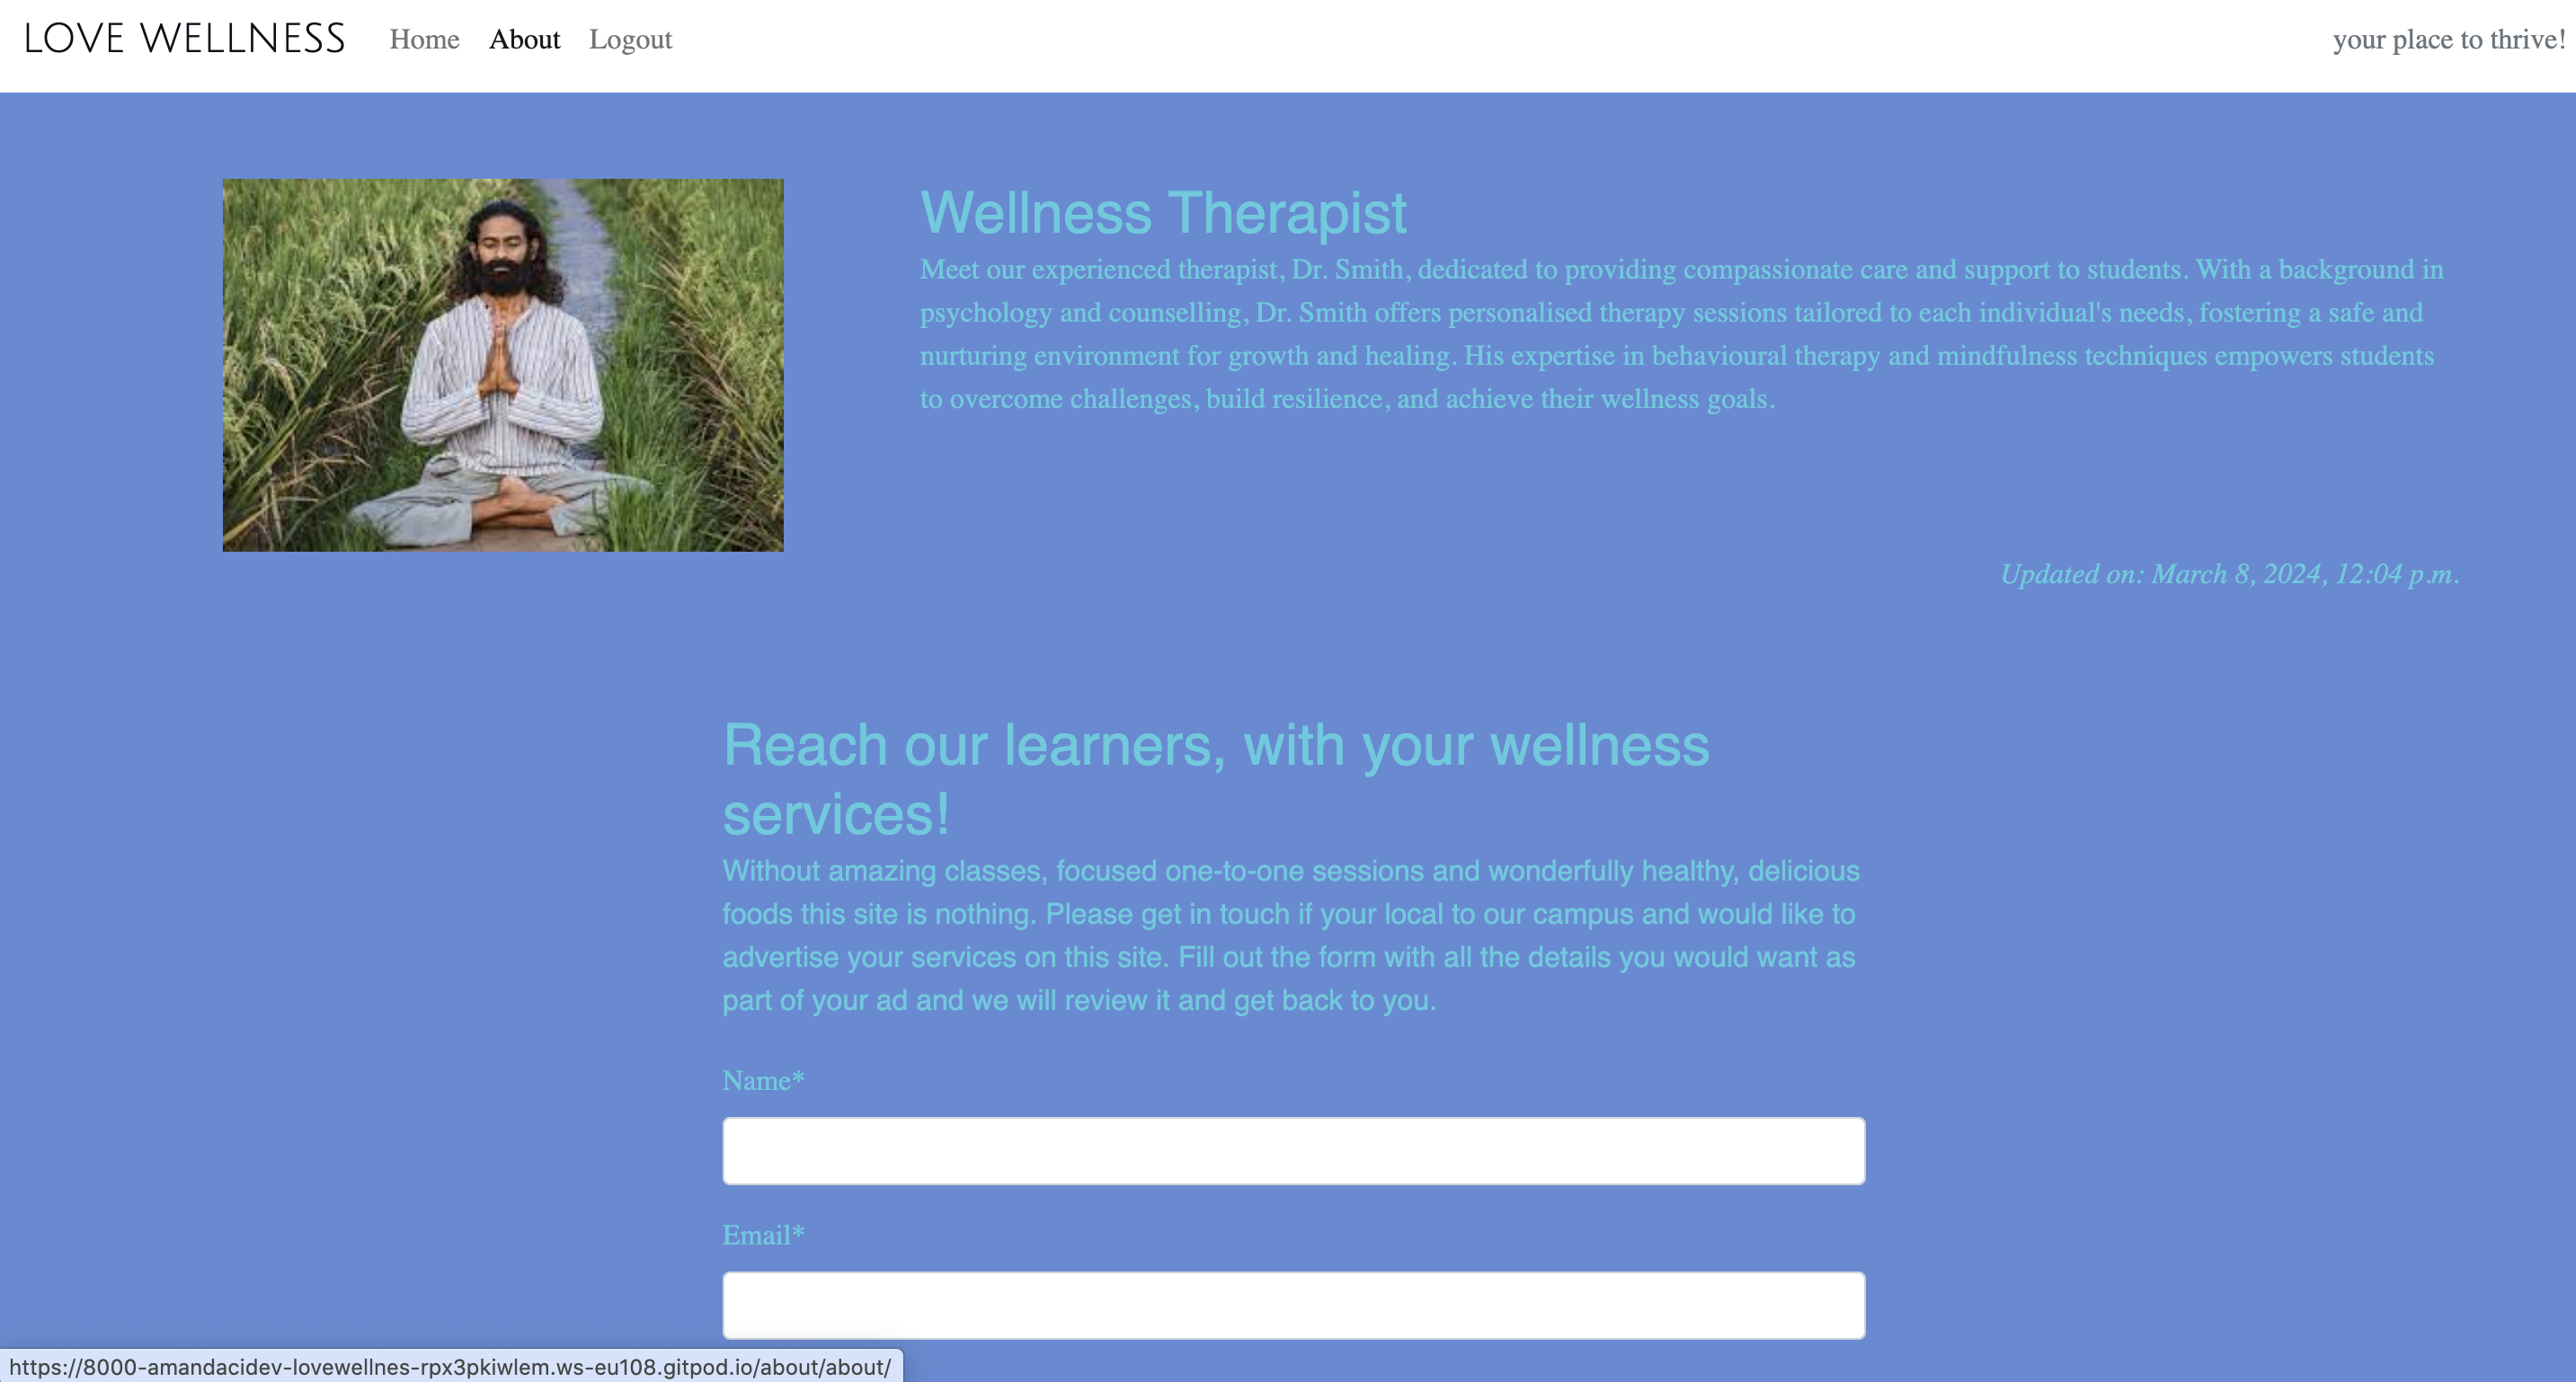 LOVE WELLNESS Home About Logout your place to thrive!
Wellness Therapist
Meet our experienced therapist, Dr. Smith, dedicated to providing compassionate care and support to students. With a background in
psychology and counselling, Dr. Smith offers personalised therapy sessions tailored to each individual's needs, fostering a safe and
nurturing environment for growth and healing. His expertise in behavioural therapy and mindfulness techniques empowers students
to overcome challenges, build resilience, and achieve their wellness goals.
Updated on: March 8, 2024, 12:04 p.m.
Reach our learners, with your wellness
services!
Without amazing classes, focused one-to-one sessions and wonderfully healthy, delicious
foods this site is nothing. Please get in touch if your local to our campus and would like to
advertise your services on this site. Fill out the form with all the details you would want as
part of your ad and we will review it and get back to you.
Name*
Email*
https://8000-amandacidev-lovewellnes-rpx3pkiwlem.ws-eu108.gitpod.io/about/about/